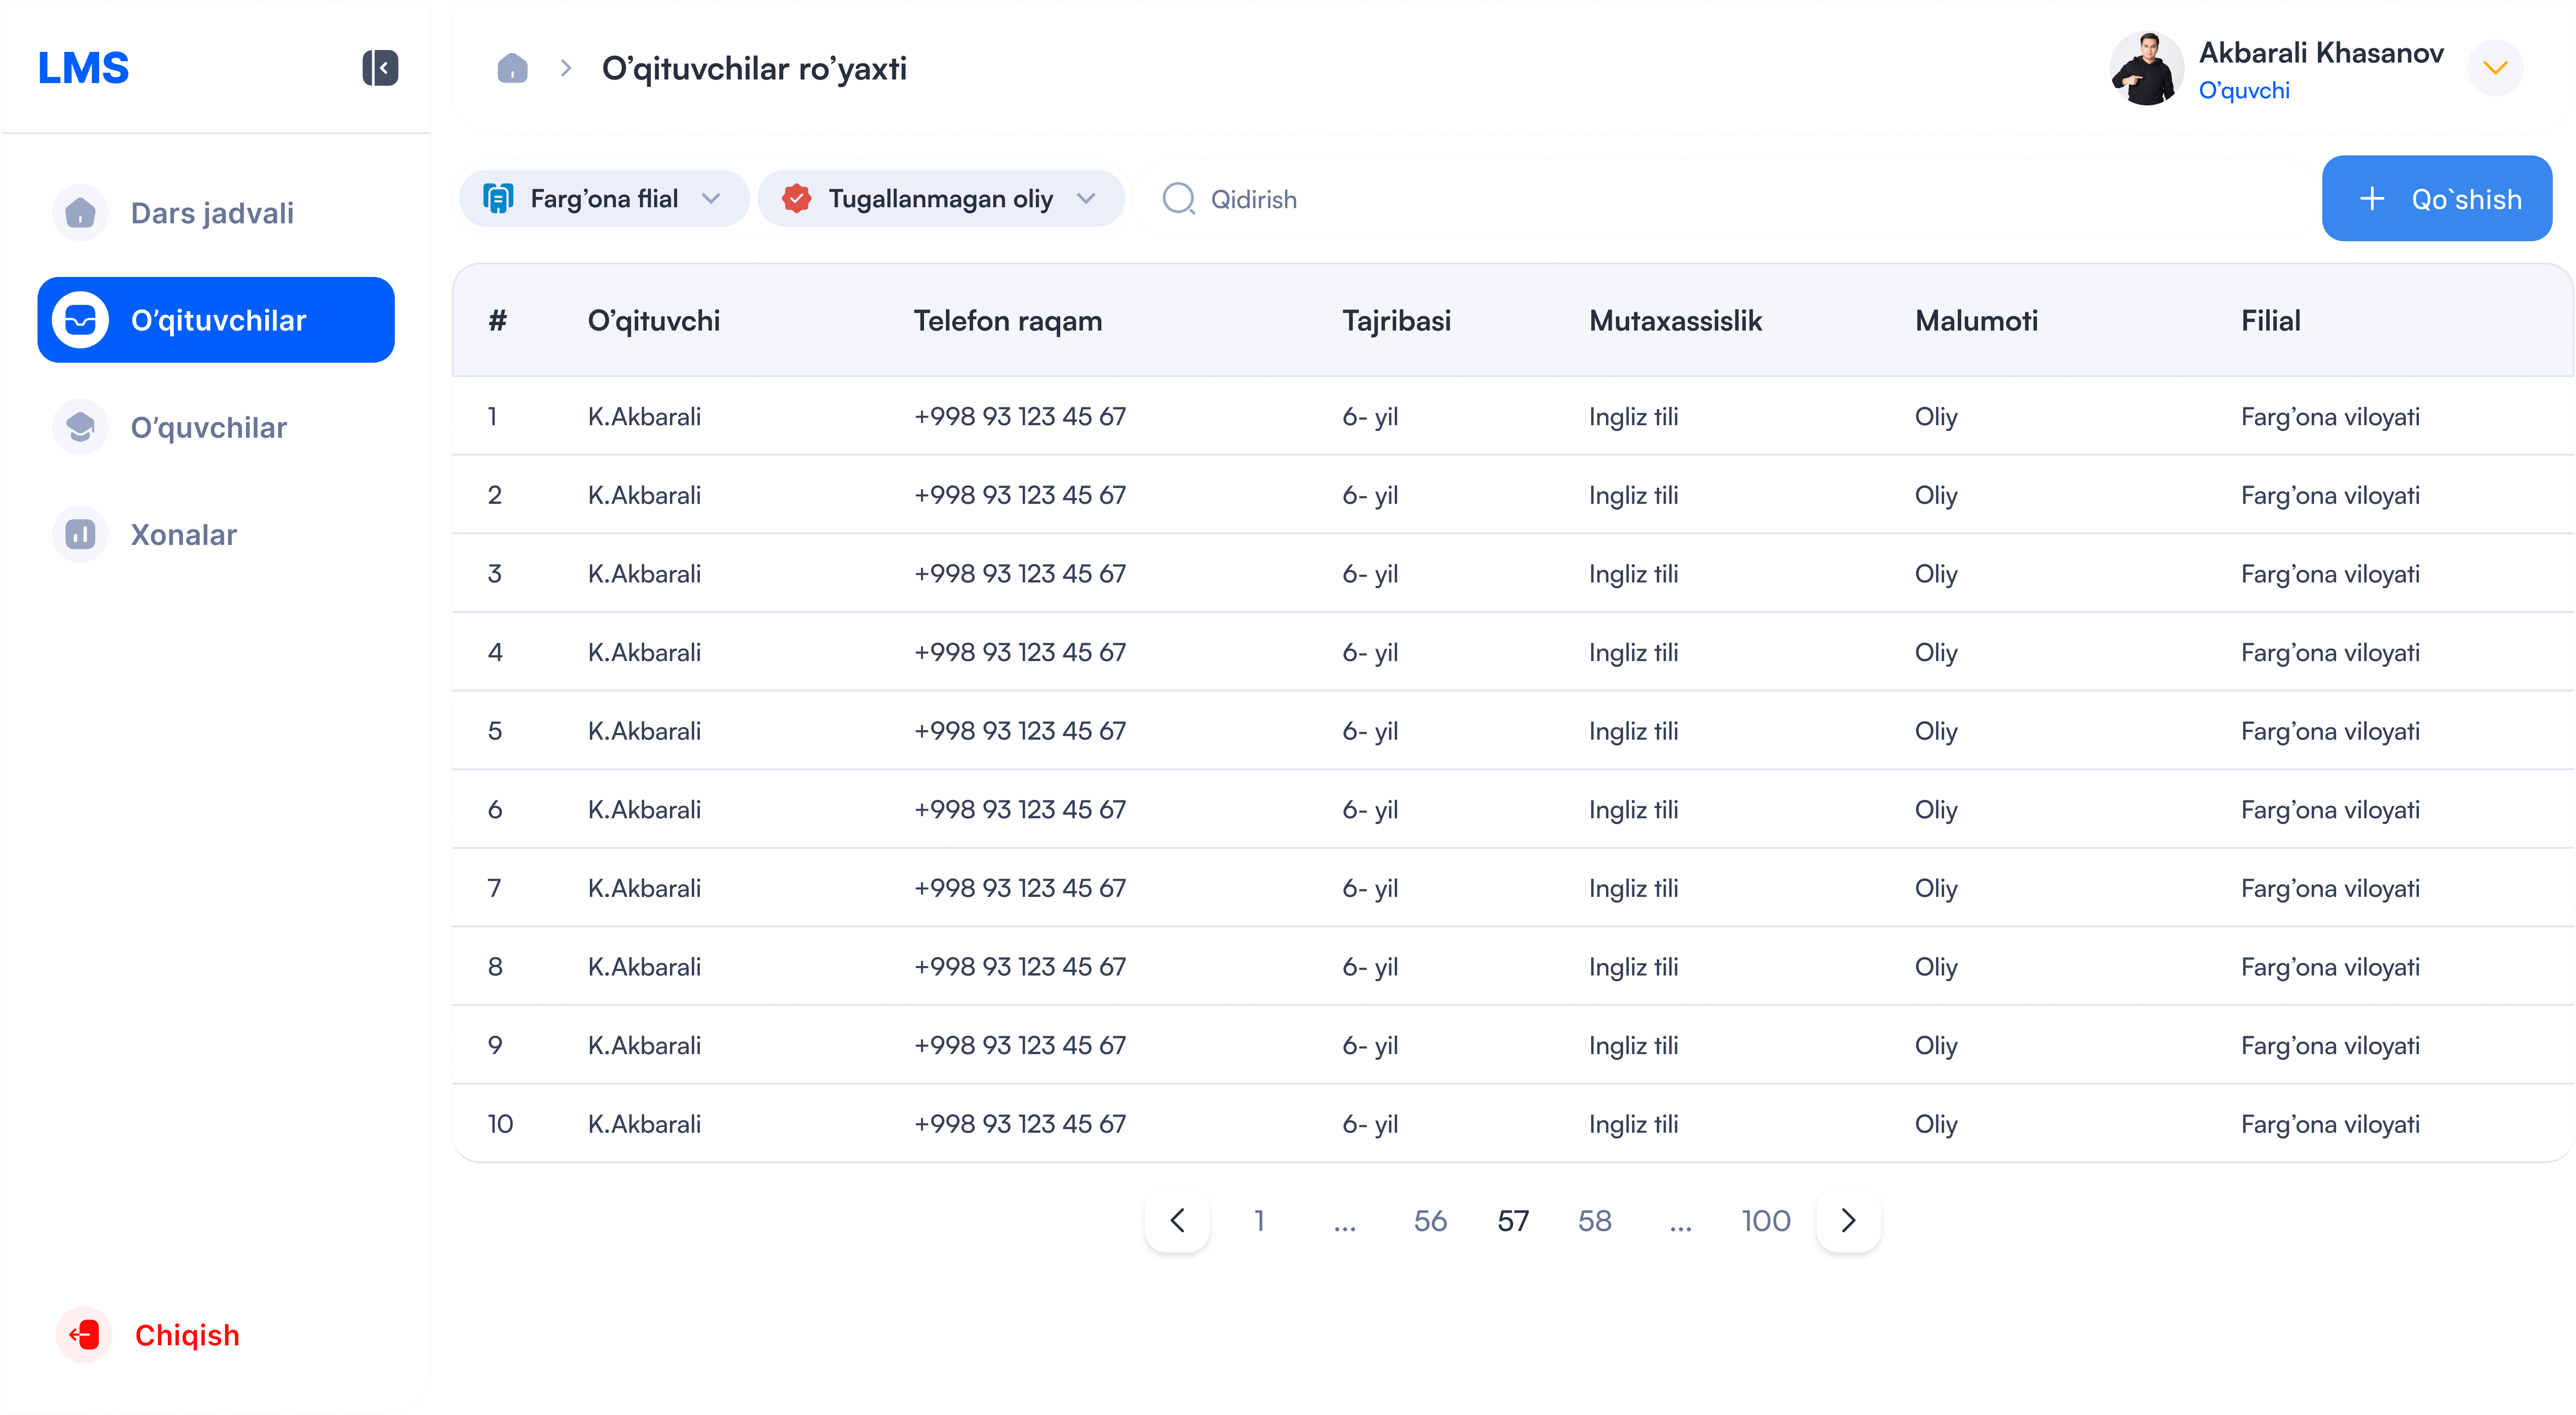 LMS
O’qituvchilar ro’yaxti
Akbarali Khasanov
O’quvchi
Dars jadvali
O’qituvchilar
O’quvchilar
Xonalar
Chiqish
Farg’ona flial
Tugallanmagan oliy
Qidirish
+ Qo`shish
# O’qituvchi Telefon raqam Tajribasi Mutaxassislik Malumoti Filial
1 K.Akbarali +998 93 123 45 67 6- yil Ingliz tili Oliy Farg’ona viloyati
2 K.Akbarali +998 93 123 45 67 6- yil Ingliz tili Oliy Farg’ona viloyati
3 K.Akbarali +998 93 123 45 67 6- yil Ingliz tili Oliy Farg’ona viloyati
4 K.Akbarali +998 93 123 45 67 6- yil Ingliz tili Oliy Farg’ona viloyati
5 K.Akbarali +998 93 123 45 67 6- yil Ingliz tili Oliy Farg’ona viloyati
6 K.Akbarali +998 93 123 45 67 6- yil Ingliz tili Oliy Farg’ona viloyati
7 K.Akbarali +998 93 123 45 67 6- yil Ingliz tili Oliy Farg’ona viloyati
8 K.Akbarali +998 93 123 45 67 6- yil Ingliz tili Oliy Farg’ona viloyati
9 K.Akbarali +998 93 123 45 67 6- yil Ingliz tili Oliy Farg’ona viloyati
10 K.Akbarali +998 93 123 45 67 6- yil Ingliz tili Oliy Farg’ona viloyati
1 ... 56 57 58 ... 100